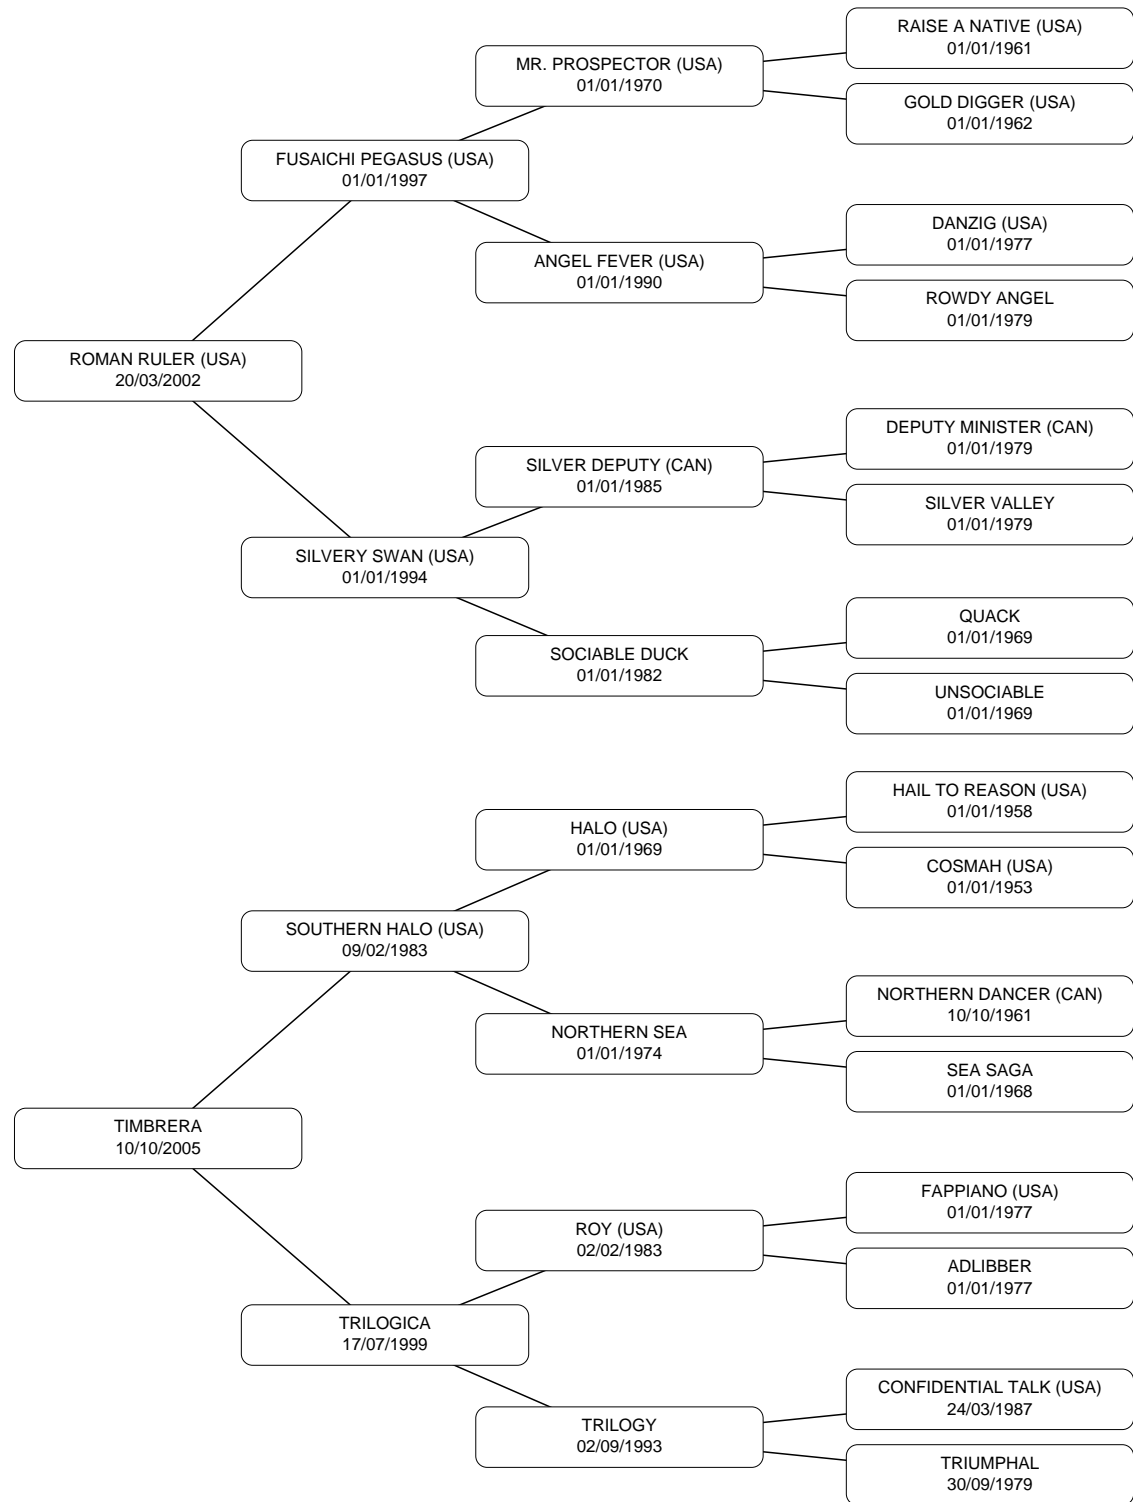 RAISE A NATIVE (USA)
01/01/1961
MR. PROSPECTOR (USA)
01/01/1970
GOLD DIGGER (USA)
01/01/1962
FUSAICHI PEGASUS (USA)
01/01/1997
DANZIG (USA)
01/01/1977
ANGEL FEVER (USA)
01/01/1990
ROWDY ANGEL
01/01/1979
ROMAN RULER (USA)
20/03/2002
DEPUTY MINISTER (CAN)
01/01/1979
SILVER DEPUTY (CAN)
01/01/1985
SILVER VALLEY
01/01/1979
SILVERY SWAN (USA)
01/01/1994
QUACK
01/01/1969
SOCIABLE DUCK
01/01/1982
UNSOCIABLE
01/01/1969
HAIL TO REASON (USA)
01/01/1958
HALO (USA)
01/01/1969
COSMAH (USA)
01/01/1953
SOUTHERN HALO (USA)
09/02/1983
NORTHERN DANCER (CAN)
10/10/1961
NORTHERN SEA
01/01/1974
SEA SAGA
01/01/1968
TIMBRERA
10/10/2005
FAPPIANO (USA)
01/01/1977
ROY (USA)
02/02/1983
ADLIBBER
01/01/1977
TRILOGICA
17/07/1999
CONFIDENTIAL TALK (USA)
24/03/1987
TRILOGY
02/09/1993
TRIUMPHAL
30/09/1979